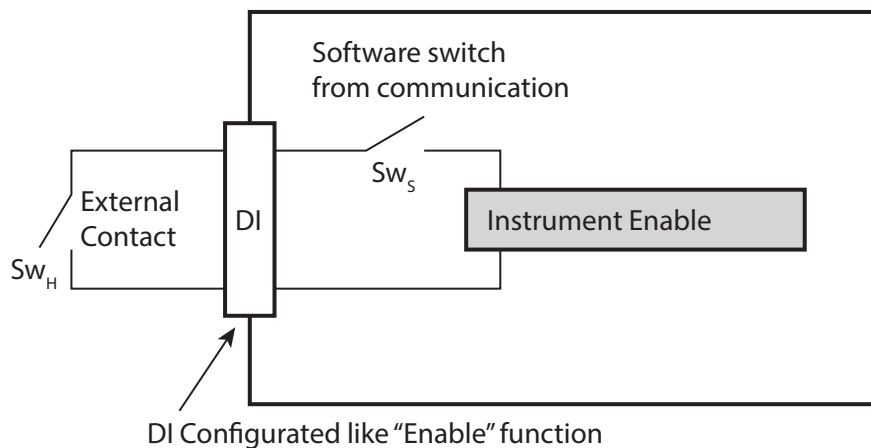 Software switch
from communication
Sw_S
External
Contact
Sw_H
DI
Instrument Enable
DI Configurated like “Enable” function